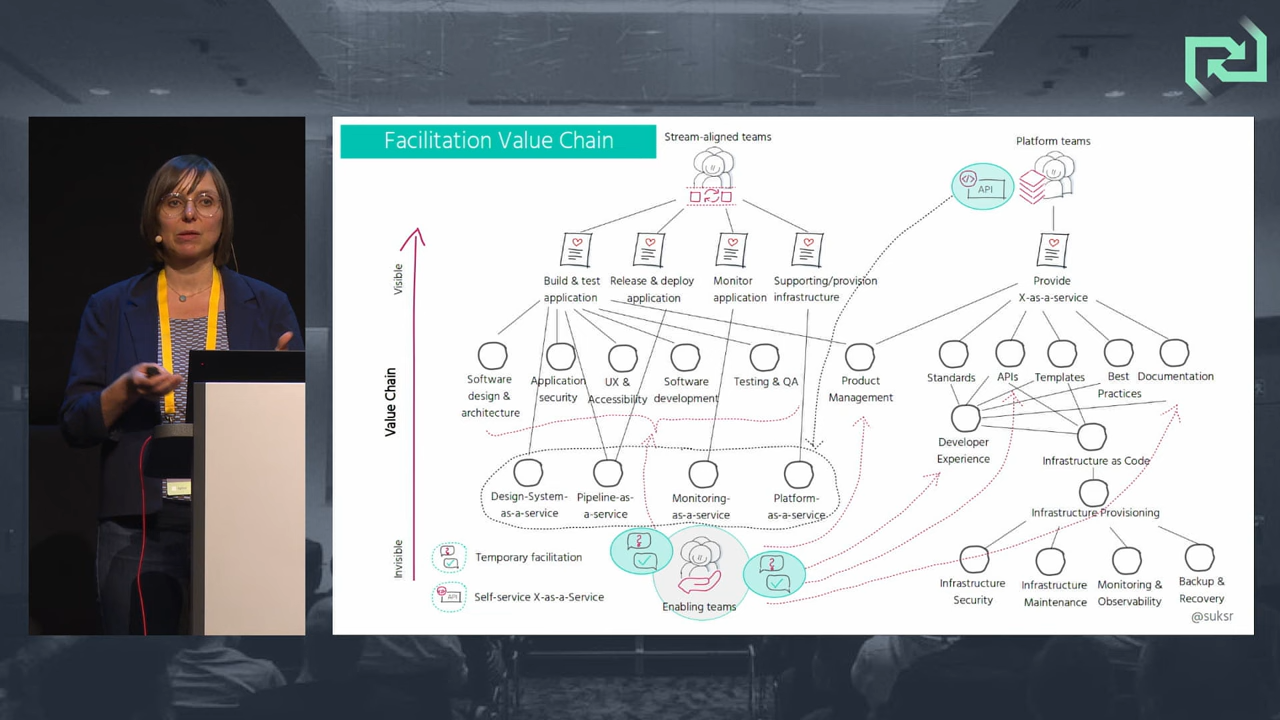 Facilitation Value Chain
Stream-aligned teams
Platform teams
</>
API
Visible
Value Chain
Invisible
Build & test
application
Release & deploy
application
Monitor
application
Supporting/provision
infrastructure
Provide
X-as-a-service
Software
design &
architecture
Application
security
UX &
Accessibility
Software
development
Testing & QA
Product
Management
Standards
APIs
Templates
Best
Practices
Documentation
Developer
Experience
Infrastructure as Code
Infrastructure Provisioning
Design-System-
as-a-service
Pipeline-as-
a-service
Monitoring-
as-a-service
Platform-
as-a-service
Temporary facilitation
API
Self-service X-as-a-Service
Enabling teams
Infrastructure
Security
Infrastructure
Maintenance
Monitoring &
Observability
Backup &
Recovery
@suksr